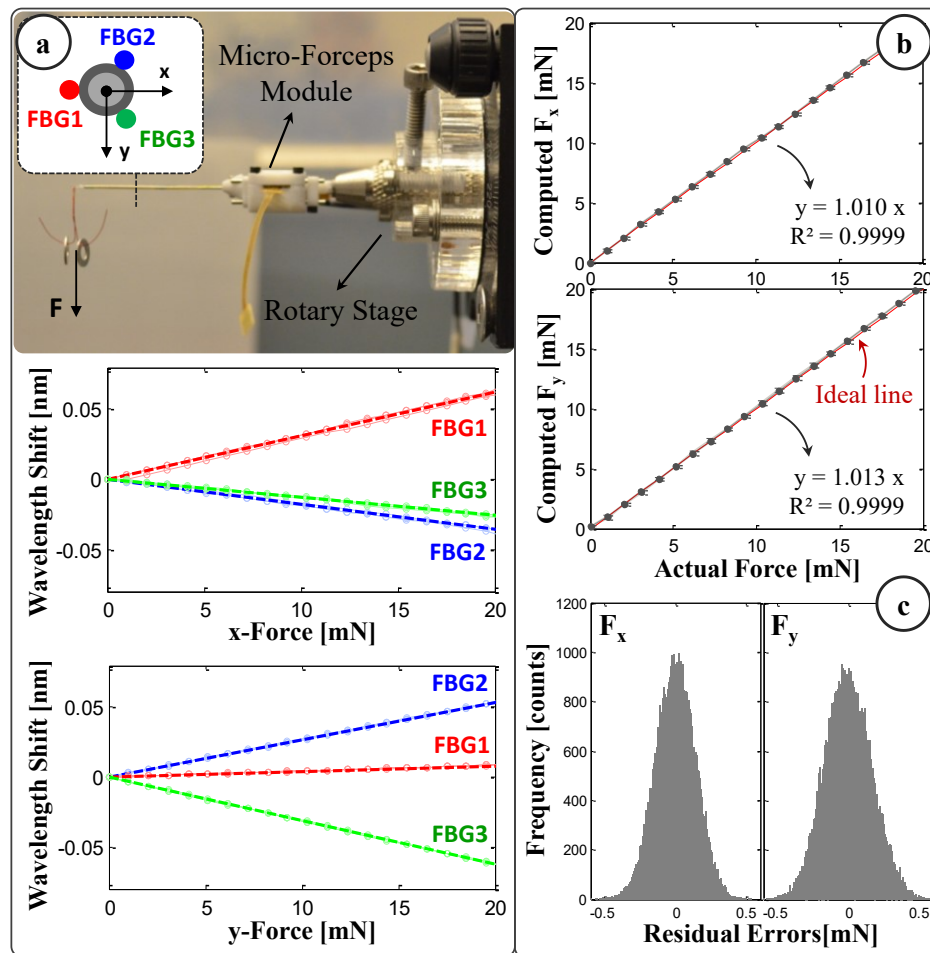 a
FBG2
x
FBG1
FBG3
y
Micro-Forceps
Module
F
Rotary Stage
Wavelength Shift [nm]
0.05
0
-0.05
FBG1
FBG3
FBG2
0 5 10 15 20
x-Force [mN]
Wavelength Shift [nm]
0.05
0
-0.05
FBG2
FBG1
FBG3
0 5 10 15 20
y-Force [mN]
b
Computed Fx [mN]
20
15
10
5
0
y = 1.010 x
R² = 0.9999
0 5 10 15 20
Computed Fy [mN]
20
15
10
5
0
Ideal line
y = 1.013 x
R² = 0.9999
0 5 10 15 20
Actual Force [mN]
c
Frequency [counts]
1200
1000
800
600
400
200
0
Fx
Fy
-0.5 0 0.5 -0.5 0 0.5
Residual Errors[mN]